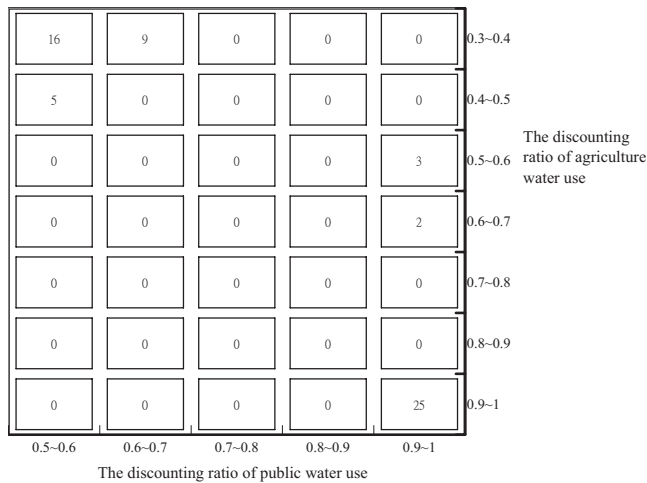 16 9 0 0 0 0.3~0.4
5 0 0 0 0 0.4~0.5
The discounting
ratio of agriculture
water use
0 0 0 0 3 0.5~0.6
0 0 0 0 2 0.6~0.7
0 0 0 0 0 0.7~0.8
0 0 0 0 0 0.8~0.9
0 0 0 0 25 0.9~1
0.5~0.6 0.6~0.7 0.7~0.8 0.8~0.9 0.9~1
The discounting ratio of public water use